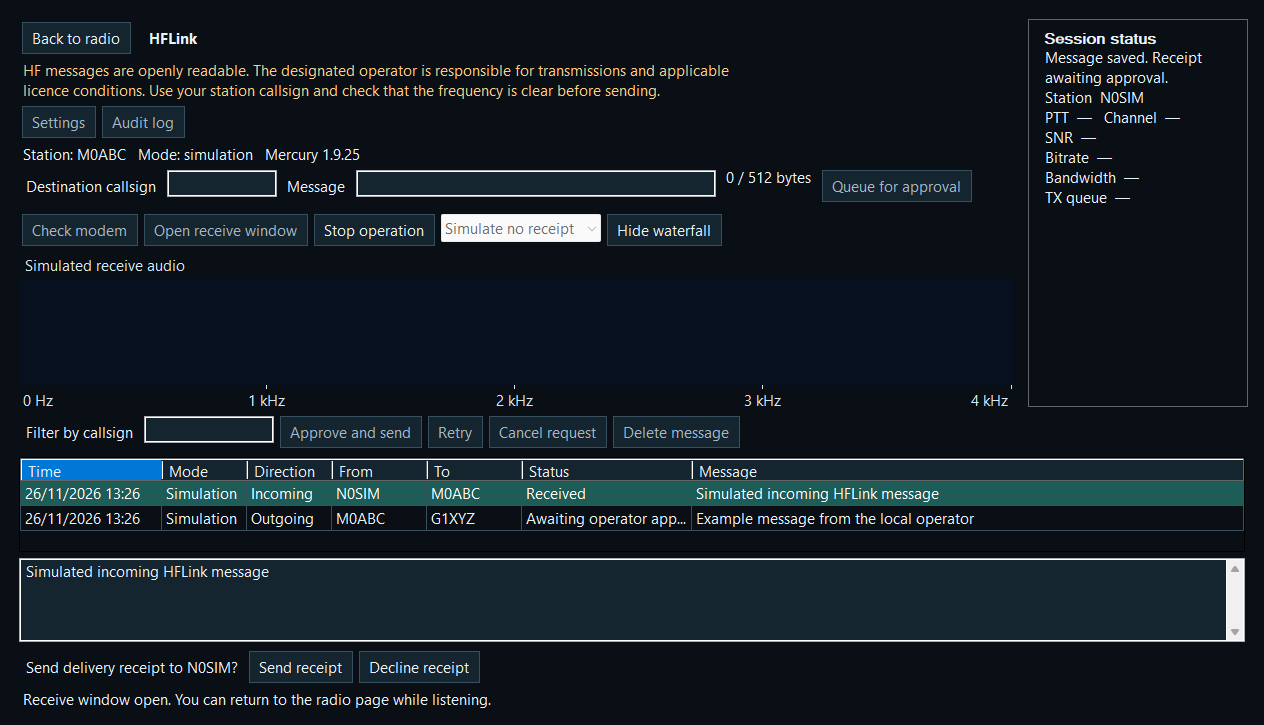 Back to radio HFLink
HF messages are openly readable. The designated operator is responsible for transmissions and applicable
licence conditions. Use your station callsign and check that the frequency is clear before sending.
Settings Audit log
Station: M0ABC Mode: simulation Mercury 1.9.25
Destination callsign Message 0 / 512 bytes Queue for approval
Check modem Open receive window Stop operation Simulate no receipt Hide waterfall
Simulated receive audio
0 Hz 1 kHz 2 kHz 3 kHz 4 kHz
Session status
Message saved. Receipt
awaiting approval.
Station N0SIM
PTT — Channel —
SNR —
Bitrate —
Bandwidth —
TX queue —
Filter by callsign Approve and send Retry Cancel request Delete message
Time Mode Direction From To Status Message
26/11/2026 13:26 Simulation Incoming N0SIM M0ABC Received Simulated incoming HFLink message
26/11/2026 13:26 Simulation Outgoing M0ABC G1XYZ Awaiting operator app... Example message from the local operator
Simulated incoming HFLink message
Send delivery receipt to N0SIM? Send receipt Decline receipt
Receive window open. You can return to the radio page while listening.